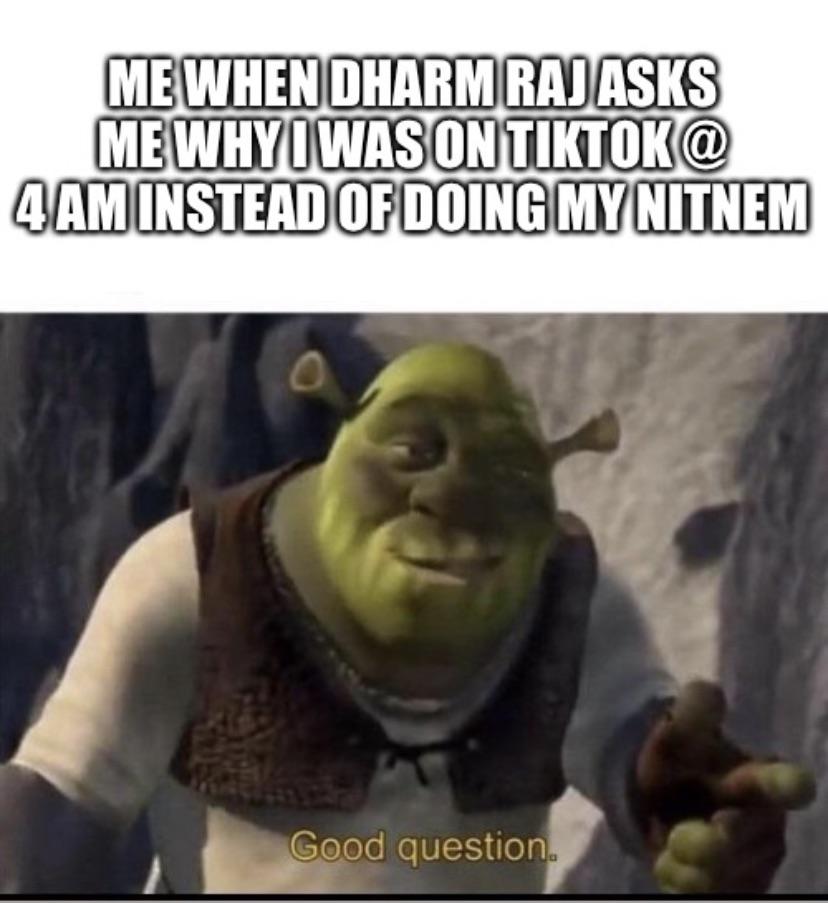 ME WHEN DHARM RAJ ASKS
ME WHY I WAS ON TIKTOK @
4 AM INSTEAD OF DOING MY NITNEM
Good question.